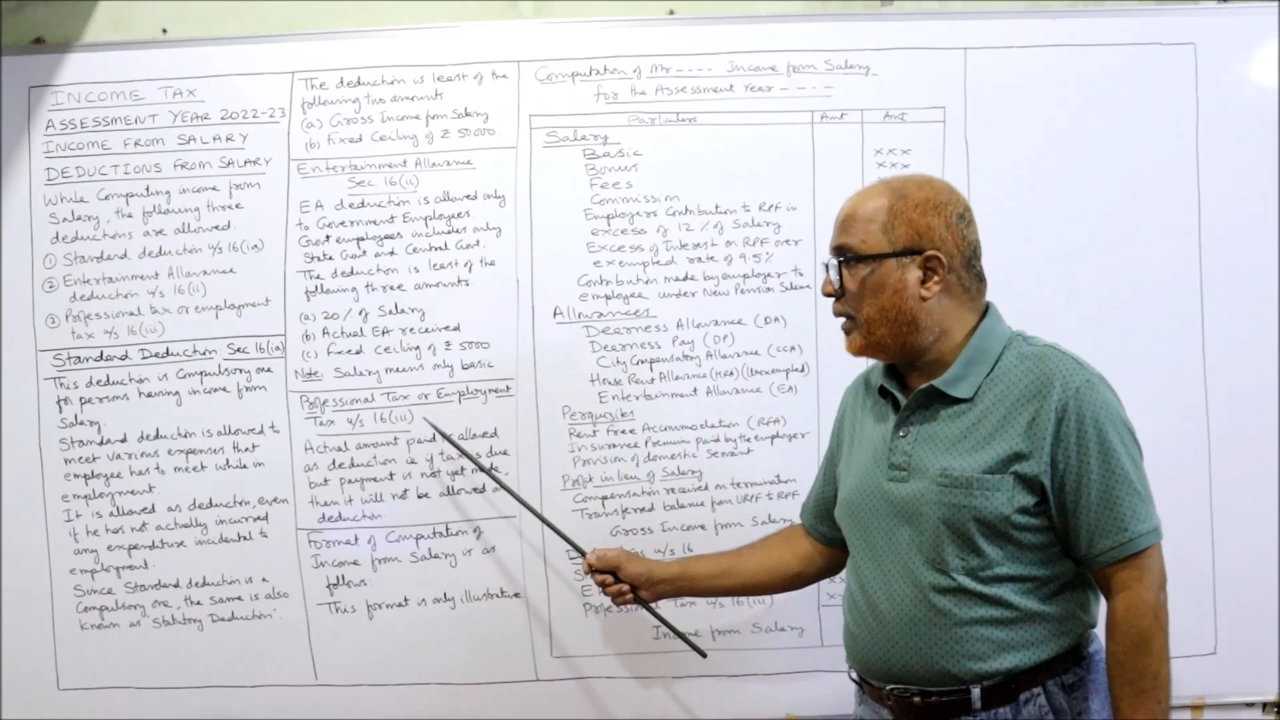 INCOME TAX
ASSESSMENT YEAR 2022-23
INCOME FROM SALARY
DEDUCTIONS FROM SALARY
While Computing income from
Salary, the following three
deductions are allowed.
① Standard deduction u/s 16(ia)
② Entertainment Allowance
deduction u/s 16(ii)
③ Professional tax or employment
tax u/s 16(iii)
Standard Deduction Sec 16(ia)
This deduction is Compulsory one
for persons having income from
Salary.
Standard deduction is allowed to
meet various expenses that
employee has to meet while in
employment.
It is allowed as deduction, even
if he has not actually incurred
any expenditure incidental to
employment.
Since Standard deduction is a
Compulsory one, the same is also
known as 'Statutory Deduction'.
The deduction is least of the
following two amounts
(a) Gross Income from Salary
(b) Fixed Ceiling of ₹ 50000.
Entertainment Allowance
Sec 16(ii)
EA deduction is allowed only
to Government Employees
Govt employees includes only
State Govt and Central Govt.
The deduction is least of the
following three amounts
(a) 20% of Salary
(b) Actual EA received
(c) Fixed Ceiling of ₹ 5000
Note: Salary means only basic
Professional Tax or Employment
Tax u/s 16(iii)
Actual amount paid is allowed
as deduction ie if tax is due
but payment is not yet made,
then it will not be allowed
deduction.
Format of Computation of
Income from Salary is as
follows:
This format is only illustrative
Computation of Mr---- Income from Salary
for the Assessment Year ----
Particulars Amt Amt
Salary
Basic xxx
Bonus xxx
Fees
Commission
Employers Contribution to RPF in
excess of 12% of Salary
Excess of Interest on RPF over
exempted rate of 9.5%
Contribution made by employer to
employee under New Pension Scheme
Allowances
Dearness Allowance (DA)
Dearness Pay (DP)
City Compensatory Allowance (CCA)
House Rent Allowance (HRA) (Unexempted)
Entertainment Allowance (EA)
Perquisites
Rent Free Accommodation (RFA)
Insurance Premium paid by the employer
Provision of domestic Servant
Profit in lieu of Salary
Compensation received on termination
Transferred balance from URPF to RPF
Gross Income from Salary
u/s 16
Tax u/s 16(iii)
Income from Salary